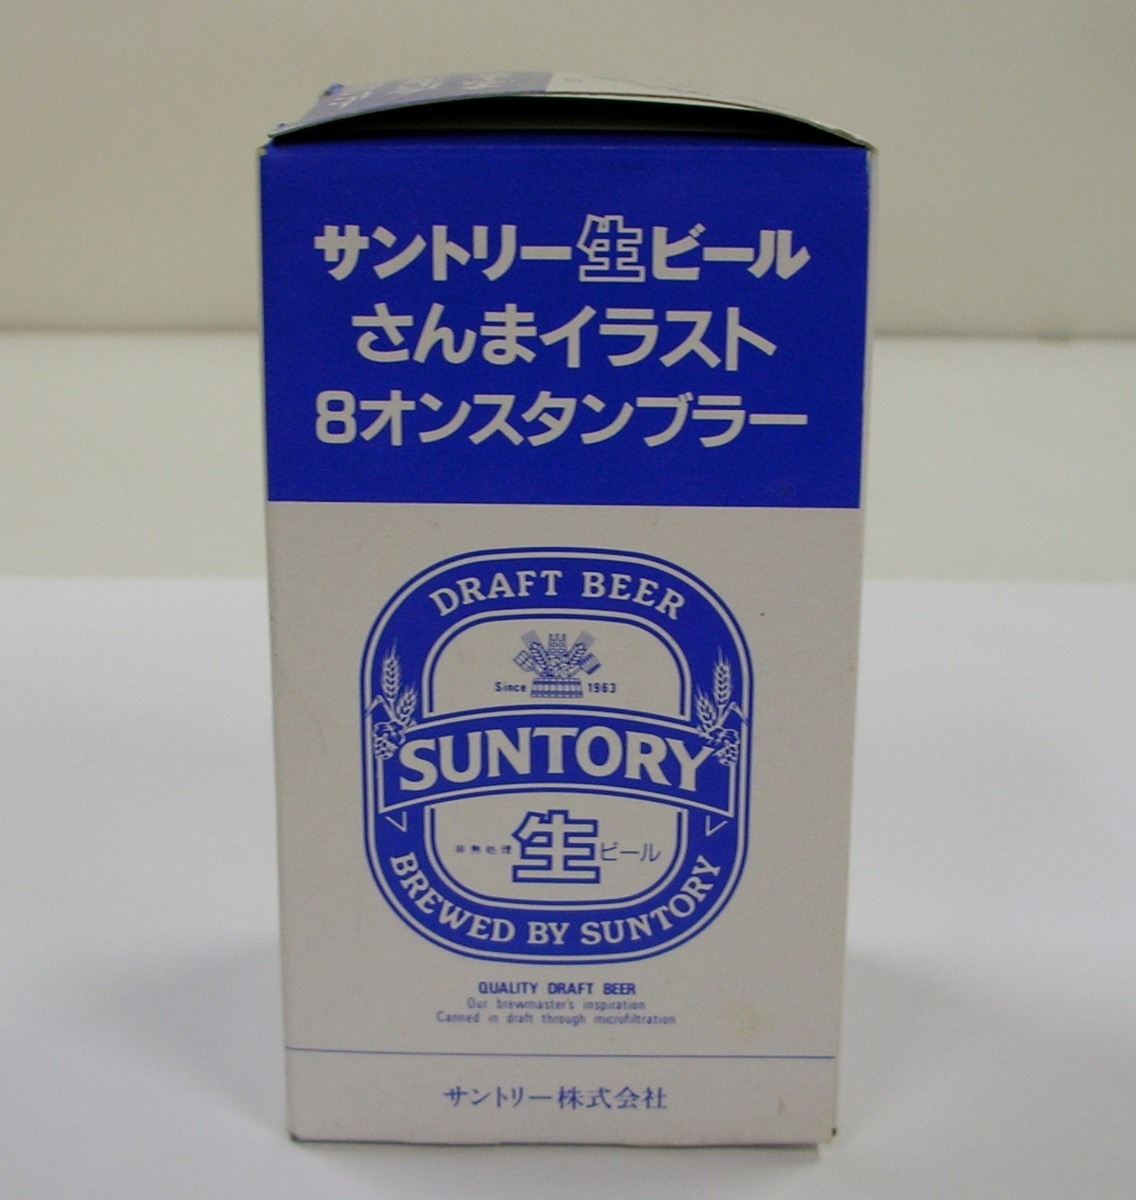 サントリー生ビール
さんまイラスト
8オンスタンブラー
DRAFT BEER
Since 1963
SUNTORY
非熱処理 生 ビール
BREWED BY SUNTORY
QUALITY DRAFT BEER
Our brewmaster's inspiration
Canned in draft through microfiltration
サントリー株式会社